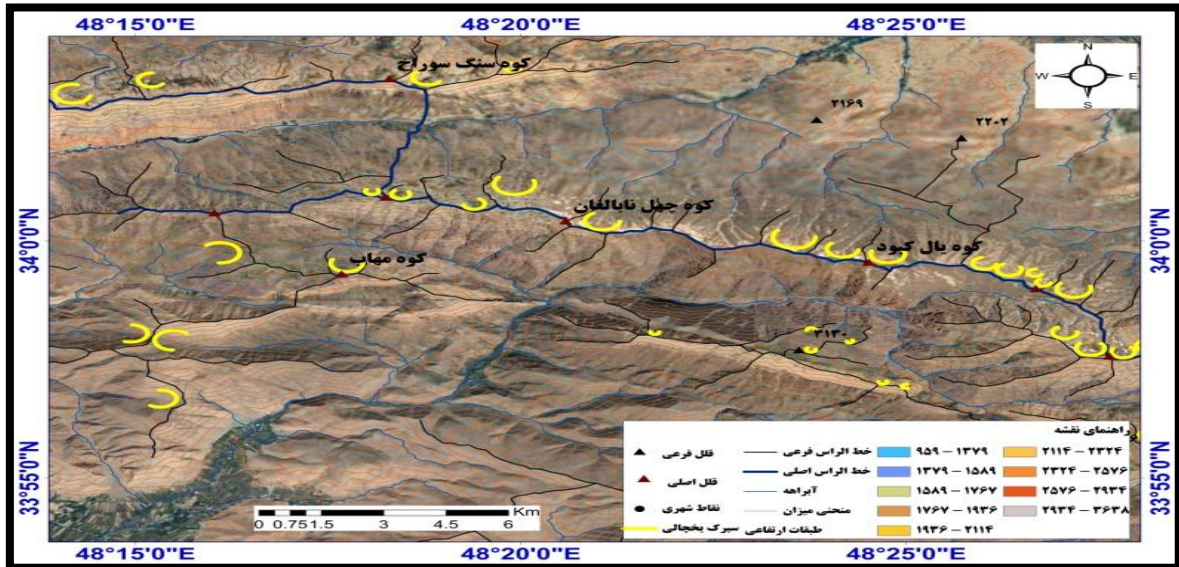 48°15'0"E 48°20'0"E 48°25'0"E
34°0'0"N
33°55'0"N
34°0'0"N
33°55'0"N
N
W E
S
کوه سنگ سوراخ
۲۱۶۹
۲۲۰۲
کوه چهل نابالغان
کوه یال کبود
کوه مهاب
۲۱۳۰
راهنمای نقشه
قلل فرعی خط الراس فرعی ۹۵۹ - ۱۳۷۹ ۲۱۱۴ - ۲۳۲۴
قلل اصلی خط الراس اصلی ۱۳۷۹ - ۱۵۸۹ ۲۳۲۴ - ۲۵۷۶
نقاط شهری آبراهه ۱۵۸۹ - ۱۷۶۷ ۲۵۷۶ - ۲۹۳۴
منحنی میزان ۱۷۶۷ - ۱۹۳۶ ۲۹۳۴ - ۳۶۳۸
سیرک یخچالی طبقات ارتفاعی ۱۹۳۶ - ۲۱۱۴
0 0.75 1.5 3 4.5 6
Km
48°15'0"E 48°20'0"E 48°25'0"E